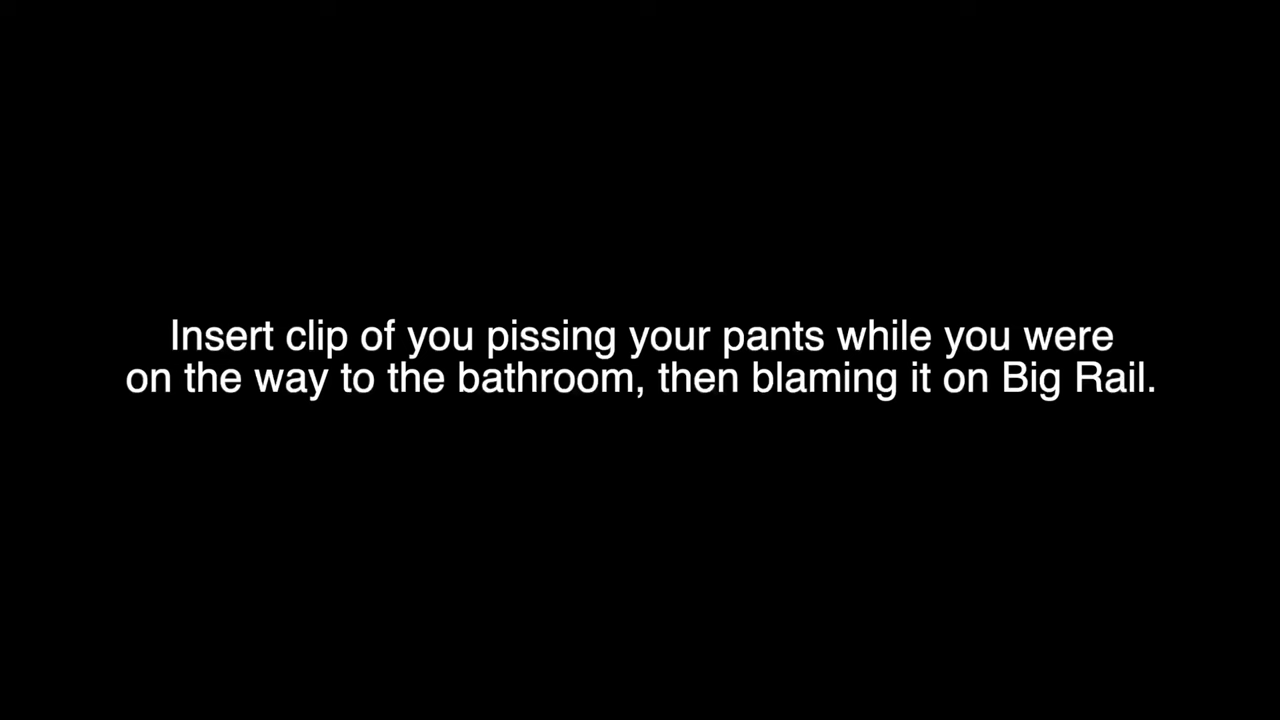 Insert clip of you pissing your pants while you were
on the way to the bathroom, then blaming it on Big Rail.